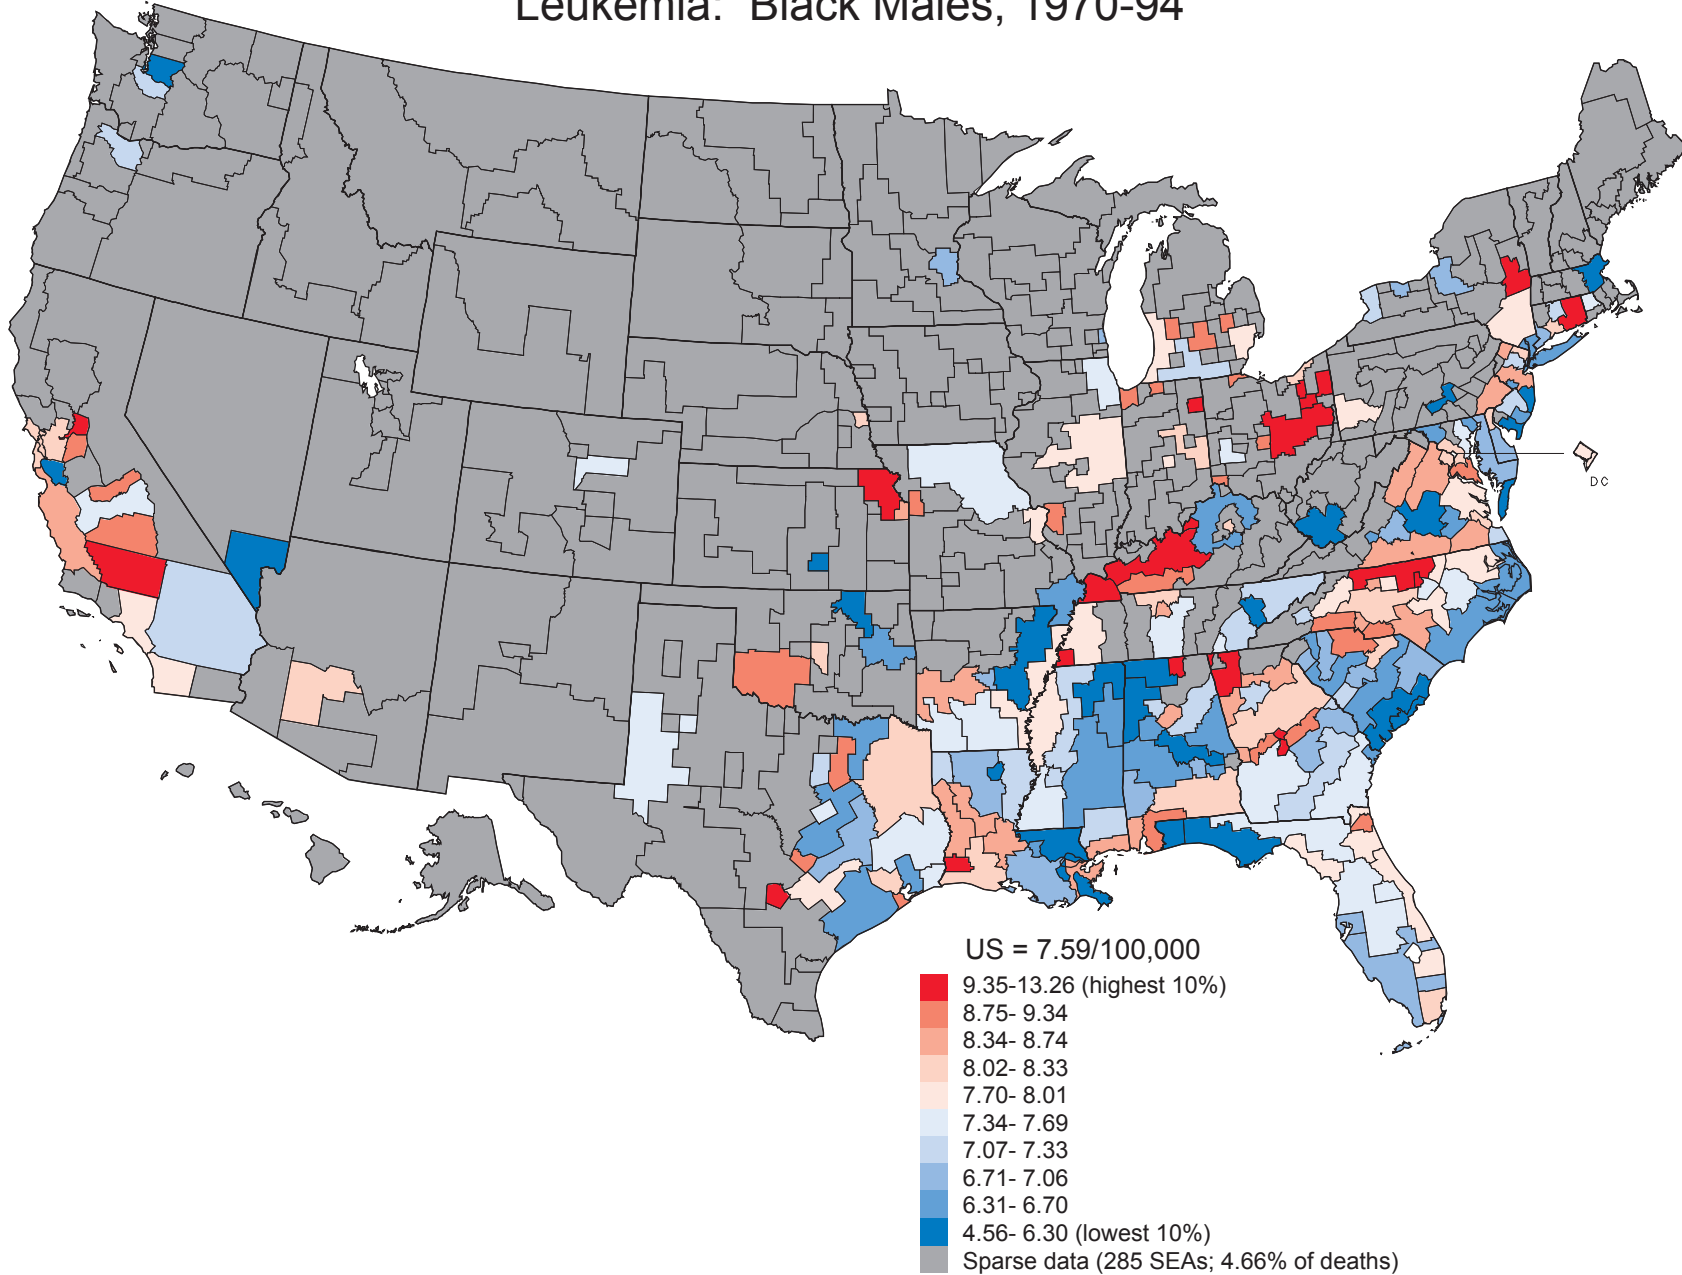 Leukemia: Black Males, 1970-94
DC
US = 7.59/100,000
9.35-13.26 (highest 10%)
8.75- 9.34
8.34- 8.74
8.02- 8.33
7.70- 8.01
7.34- 7.69
7.07- 7.33
6.71- 7.06
6.31- 6.70
4.56- 6.30 (lowest 10%)
Sparse data (285 SEAs; 4.66% of deaths)